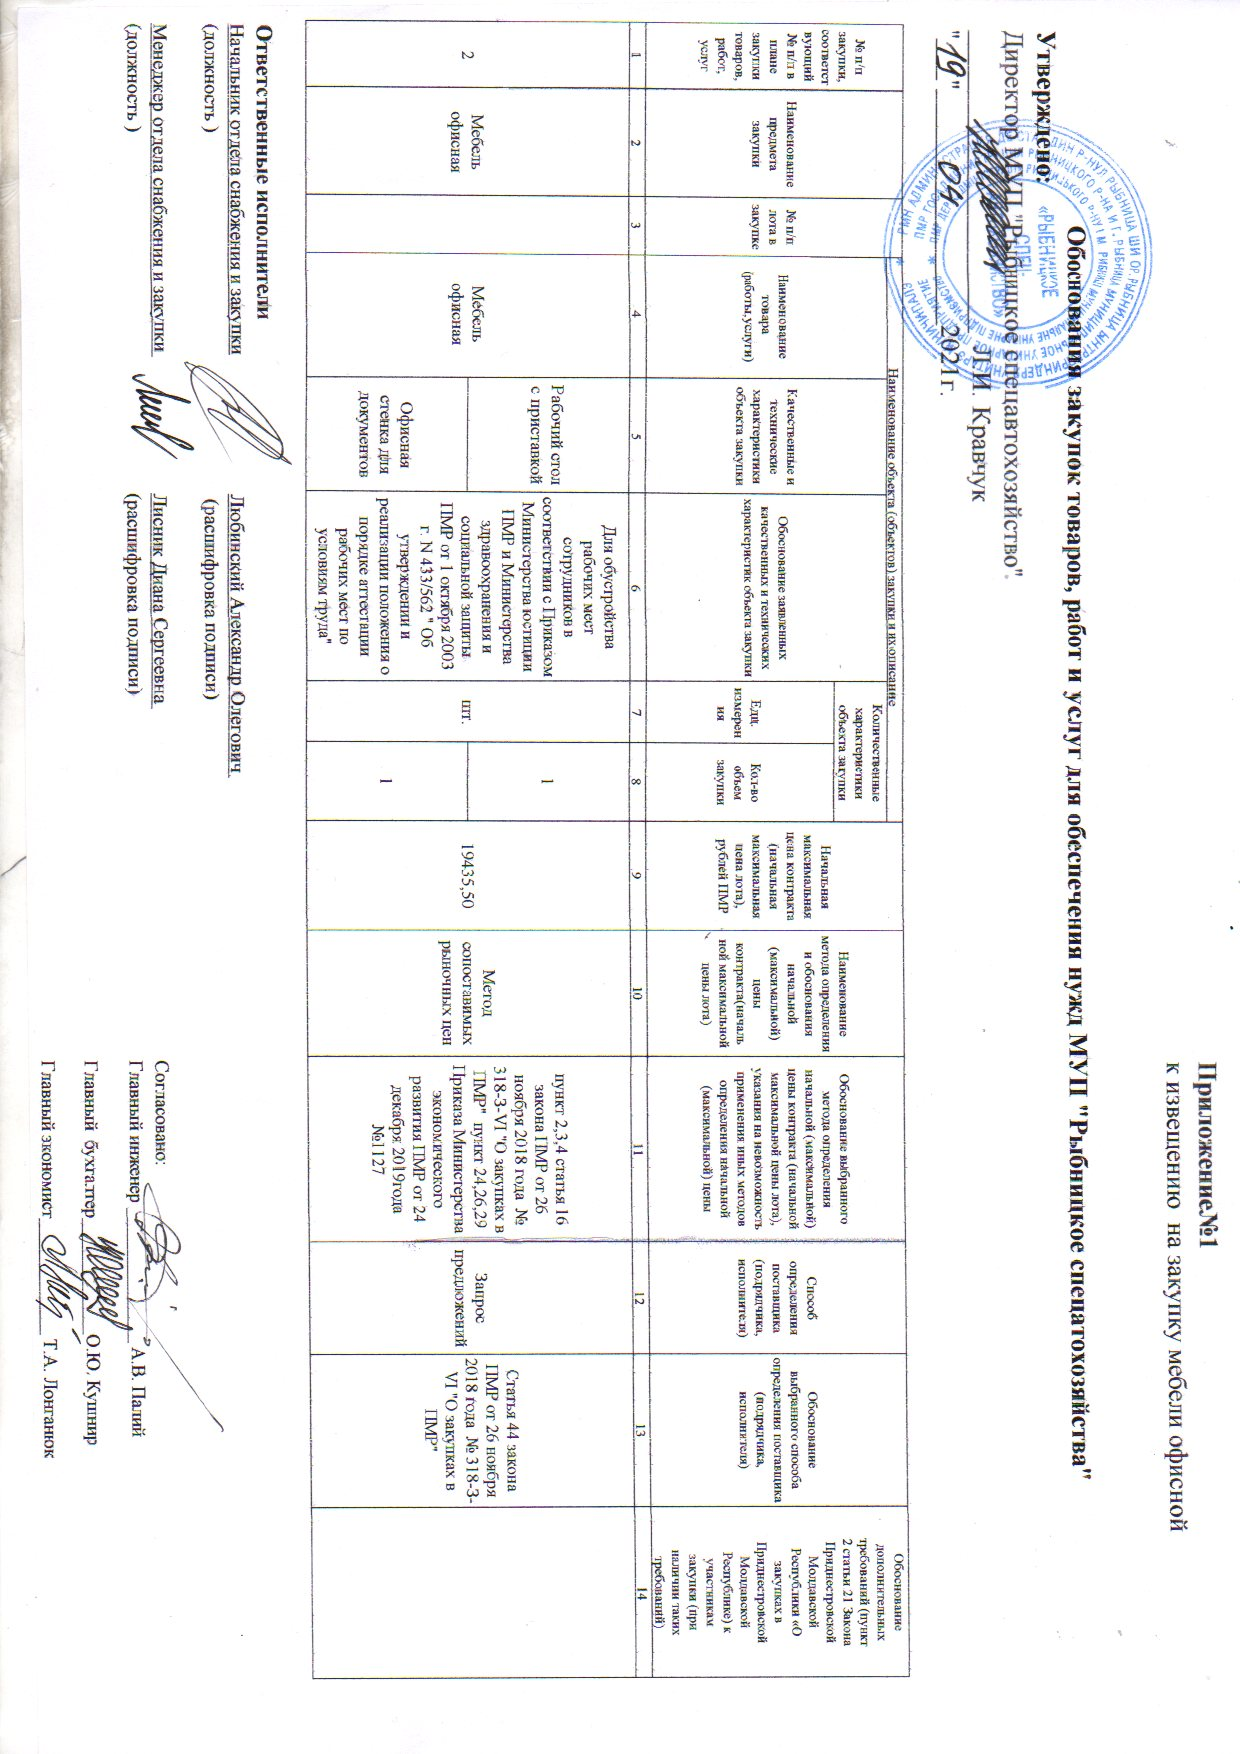 Приложение№1
к извещению на закупку мебели офисной
Обоснования закупок товаров, работ и услуг для обеспечения нужд МУП "Рыбницкое спецатохозяйства"
Утверждено:
Директор МУП "Рыбницкое спецавтохозяйство".
Л.И. Кравчук
"19" 04 2021г.
№ п/п
закупки,
соответст
вующий
№ п/п в
плане
закупки
товаров,
работ,
услуг
Наименование
предмета
закупки
№ п/п
лота в
закупке
Наименование объекта (объектов) закупки и их описание
Наименование
товара
(работы,услуги)
Качественные и
технические
характеристики
объекта закупки
Обоснование заявленных
качественных и технических
характеристик объекта закупки
Количественные
характеристики
объекта закупки
Едц.
измерен
ия
Кол-во
объем
закупки
Начальная
максимальная
цена контракта
(начальная
максимальная
цена лота),
рублей ПМР
Наименование
метода определения
и обоснования
начальной
(максимальной)
цены
контракта(началь
ной максимальной
цены лота)
Обоснование выбранного
метода определения
начальной (максимальной)
цены контракта (начальной
максимальной цены лота),
указания на невозможность
применения иных методов
определения начальной
(максимальной) цены
Способ
определения
поставщика
(подрядчика,
исполнителя)
Обоснование
выбранного способа
определения поставщика
(подрядчика,
исполнителя)
Обоснование
дополнительных
требований (пункт
2 статьи 21 Закона
Приднестровской
Молдавской
Республики «О
закупках в
Приднестровской
Молдавской
Республике) к
участникам
закупки (при
наличии таких
требований)
1 2 3 4 5 6 7 8 9 10 11 12 13 14
2
Мебель
офисная
Мебель
офисная
Рабочий стол
с приставкой
Офисная
стенка для
документов
Для обустройства
рабочих мест
сотрудников в
соответствии с Приказом
Министерства юстиции
ПМР и Министерства
здравоохранения и
социальной защиты
ПМР от 1 октября 2003
г. N 433/562 " Об
утверждении и
реализации положения о
порядке аттестации
рабочих мест по
условиям труда"
шт.
1
1
19435,50
Метод
сопоставимых
рыночных цен
пункт 2,3,4 статья 16
закона ПМР от 26
ноября 2018 года №
318-З-VI "О закупках в
ПМР" пункт 24,26,29
Приказа Министерства
экономического
развития ПМР от 24
декабря 2019года
№1127
Запрос
предложений
Статья 44 закона
ПМР от 26 ноября
2018 года № 318-З-
VI "О закупках в
ПМР"
Ответственные исполнители
Начальник отдела снабжения и закупки Любинский Александр Олегович
(должность ) (расшифровка подписи)
Менеджер отдела снабжения и закупки Лисник Диана Сергеевна
(должность ) (расшифровка подписи)
Согласовано:
Главный инженер А.В. Палий
Главный бухгалтер О.Ю. Кушнир
Главный экономист Т.А. Лонганюк